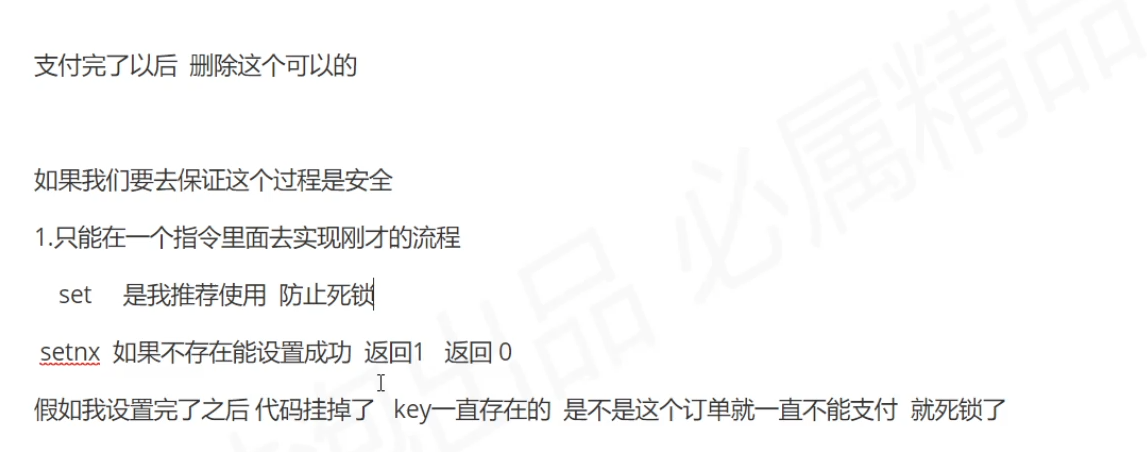 支付完了以后 删除这个可以的
如果我们要去保证这个过程是安全
1.只能在一个指令里面去实现刚才的流程
set 是我推荐使用 防止死锁
setnx 如果不存在能设置成功 返回1 返回 0
假如我设置完了之后 代码挂掉了 key一直存在的 是不是这个订单就一直不能支付 就死锁了
出品 必属精品